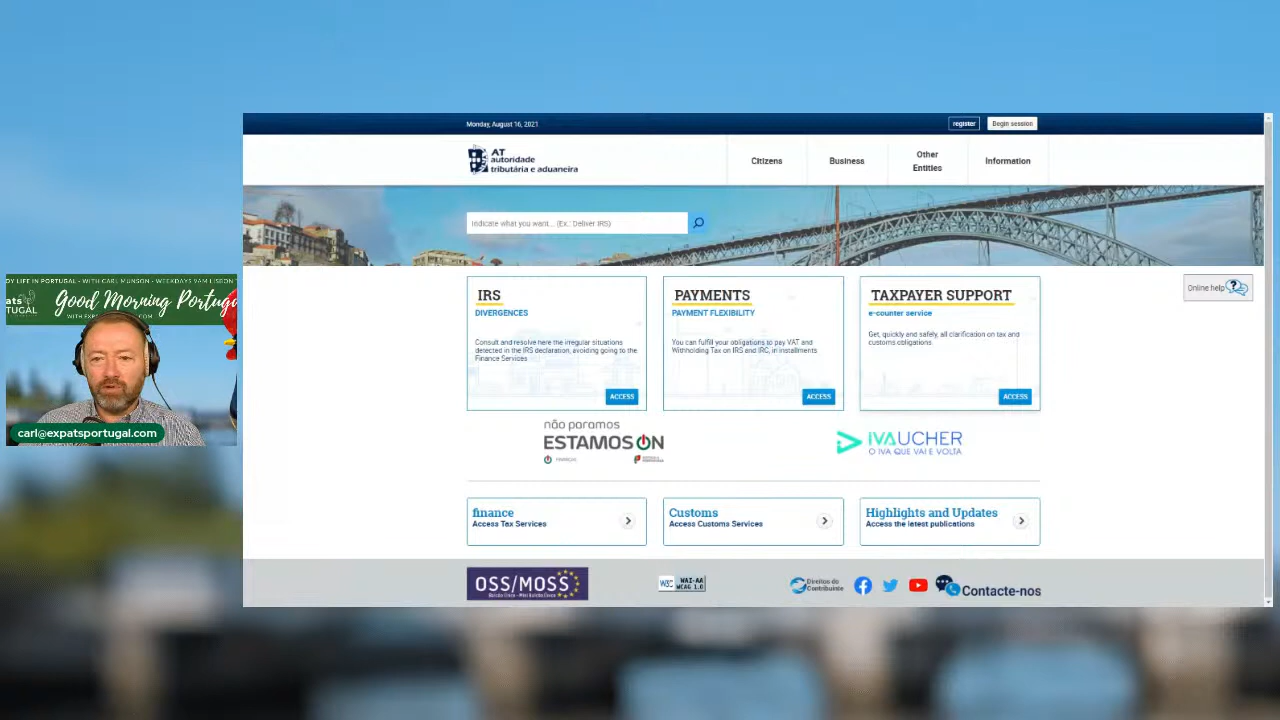 Monday, August 16, 2021
register
Begin session
AT
autoridade
tributária e aduaneira
Citizens
Business
Other
Entities
Information
Indicate what you want... (Ex.: Deliver IRS)
Online help
IRS
DIVERGENCES
Consult and resolve here the irregular situations
detected in the IRS declaration, avoiding going to the
Finance Services
ACCESS
PAYMENTS
PAYMENT FLEXIBILITY
You can fulfill your obligations to pay VAT and
Withholding Tax on IRS and IRC, in installments
ACCESS
TAXPAYER SUPPORT
e-counter service
Get, quickly and safely, all clarification on tax and
customs obligations
ACCESS
DY LIFE IN PORTUGAL - WITH CARL MUNSON - WEEKDAYS 9AM LISBON
ats
TUGAL
Good Morning Portuga
carl@expatsportugal.com
não paramos
ESTAMOS ON
IVAUCHER
O IVA QUE VAI E VOLTA
finance
Access Tax Services
Customs
Access Customs Services
Highlights and Updates
Access the latest publications
OSS/MOSS
W3C WAI-AA
WCAG 1.0
Direitos do
Contribuinte
Contacte-nos